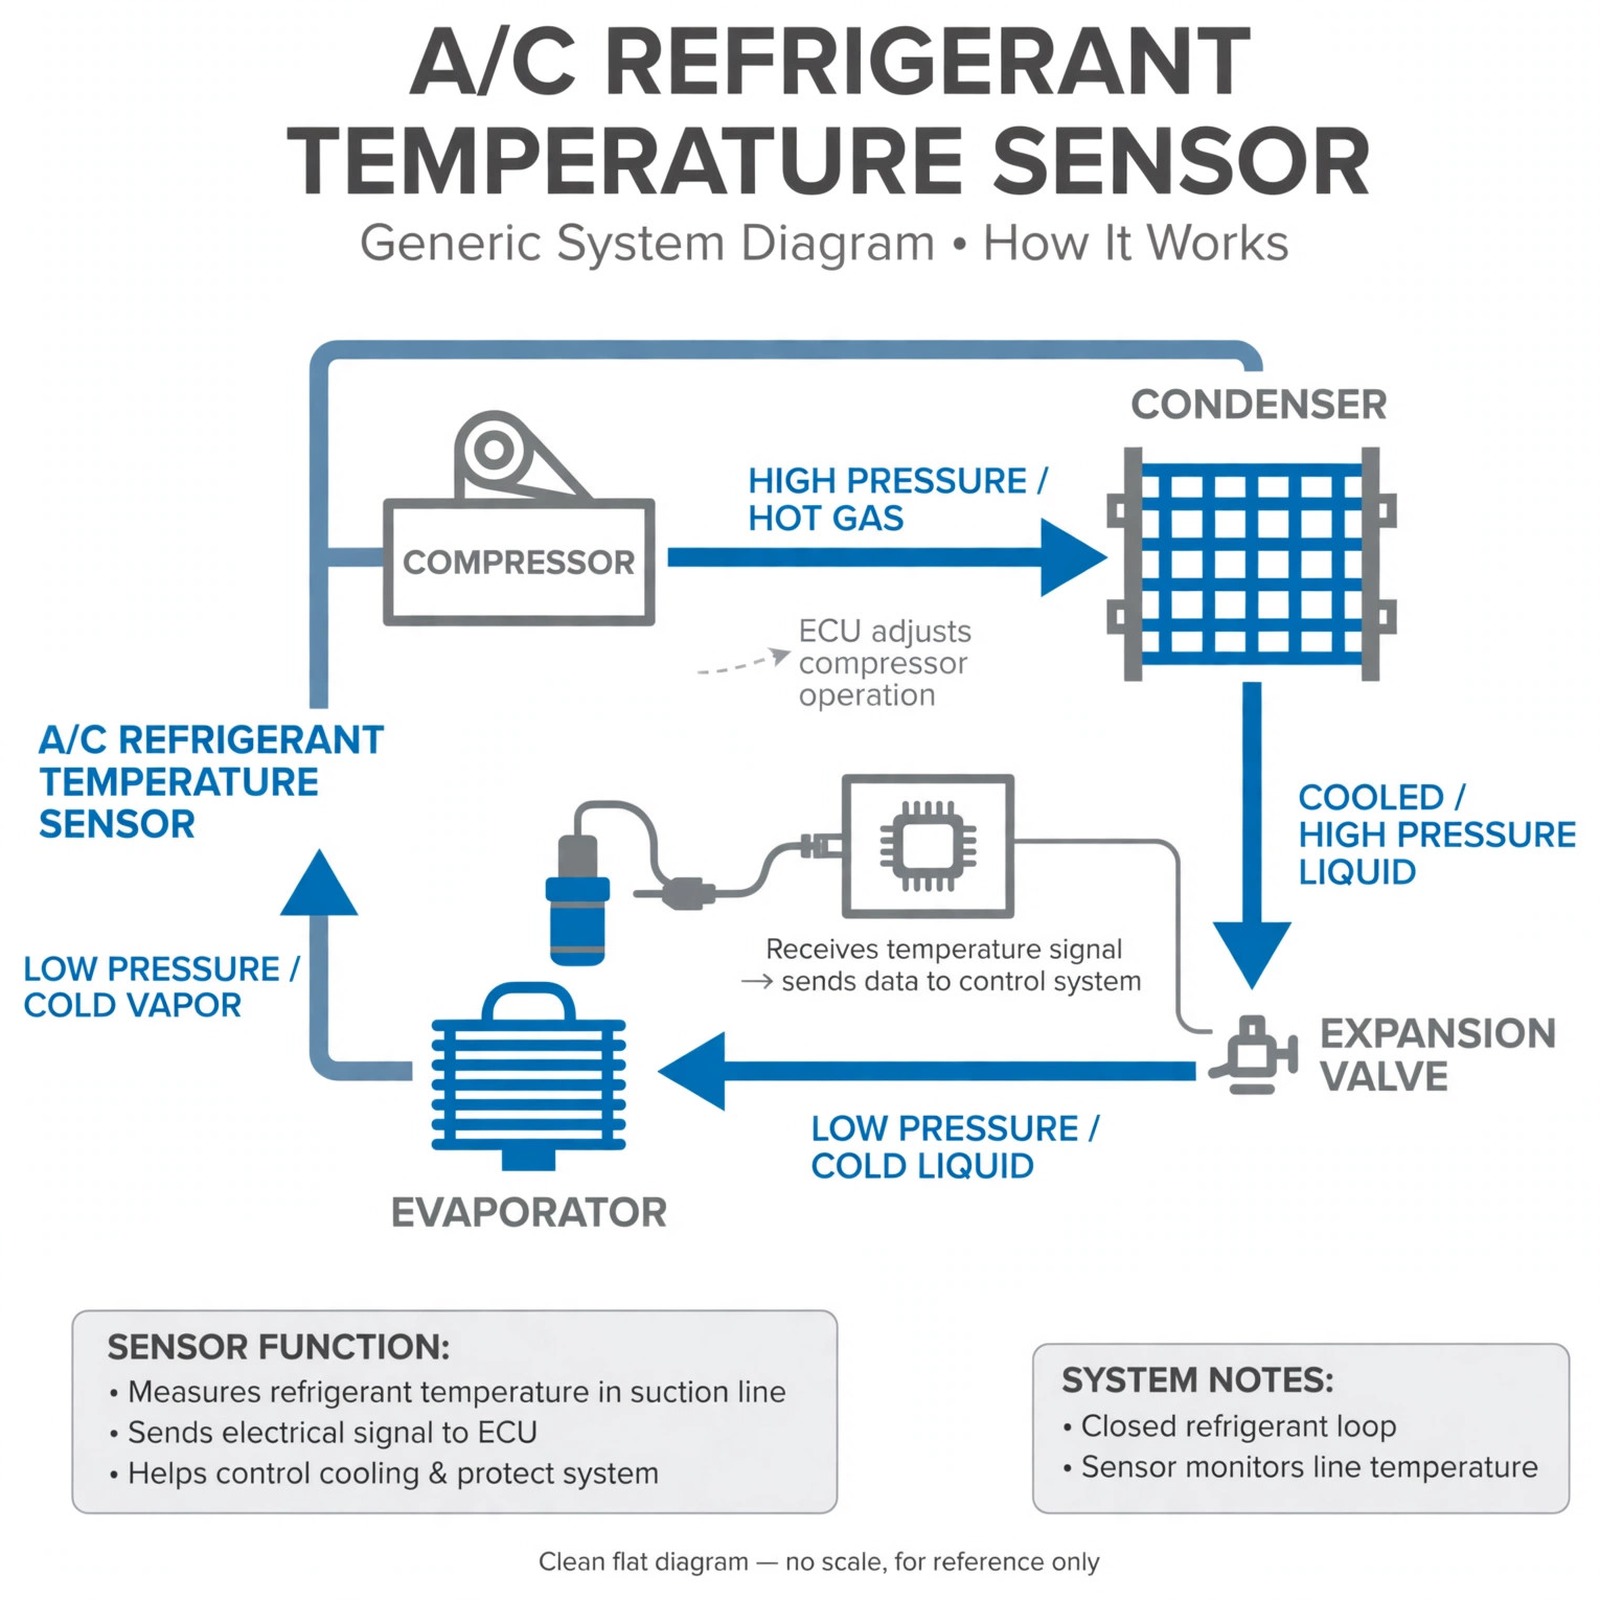 A/C REFRIGERANT
TEMPERATURE SENSOR
Generic System Diagram • How It Works
CONDENSER
HIGH PRESSURE /
HOT GAS
COMPRESSOR
ECU adjusts
compressor
operation
A/C REFRIGERANT
TEMPERATURE
SENSOR
COOLED /
HIGH PRESSURE
LIQUID
Receives temperature signal
→ sends data to control system
LOW PRESSURE /
COLD VAPOR
EXPANSION
VALVE
LOW PRESSURE /
COLD LIQUID
EVAPORATOR
SENSOR FUNCTION:
• Measures refrigerant temperature in suction line
• Sends electrical signal to ECU
• Helps control cooling & protect system
SYSTEM NOTES:
• Closed refrigerant loop
• Sensor monitors line temperature
Clean flat diagram — no scale, for reference only